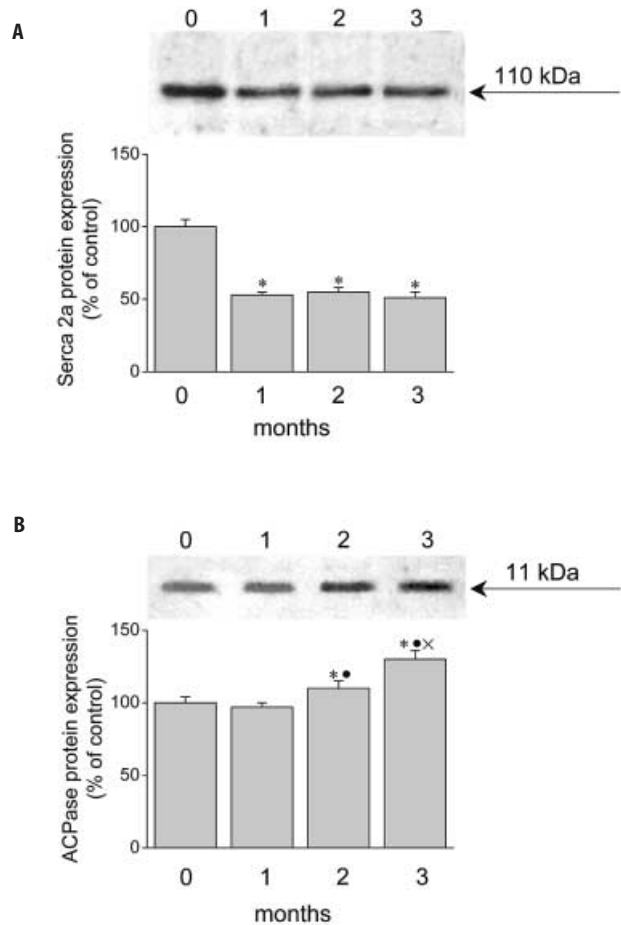 A
0 1 2 3
110 kDa
Serca 2a protein expression
(% of control)
150
100
50
0
* * *
0 1 2 3
months
B
0 1 2 3
11 kDa
ACPase protein expression
(% of control)
150
100
50
0
*● *●×
0 1 2 3
months